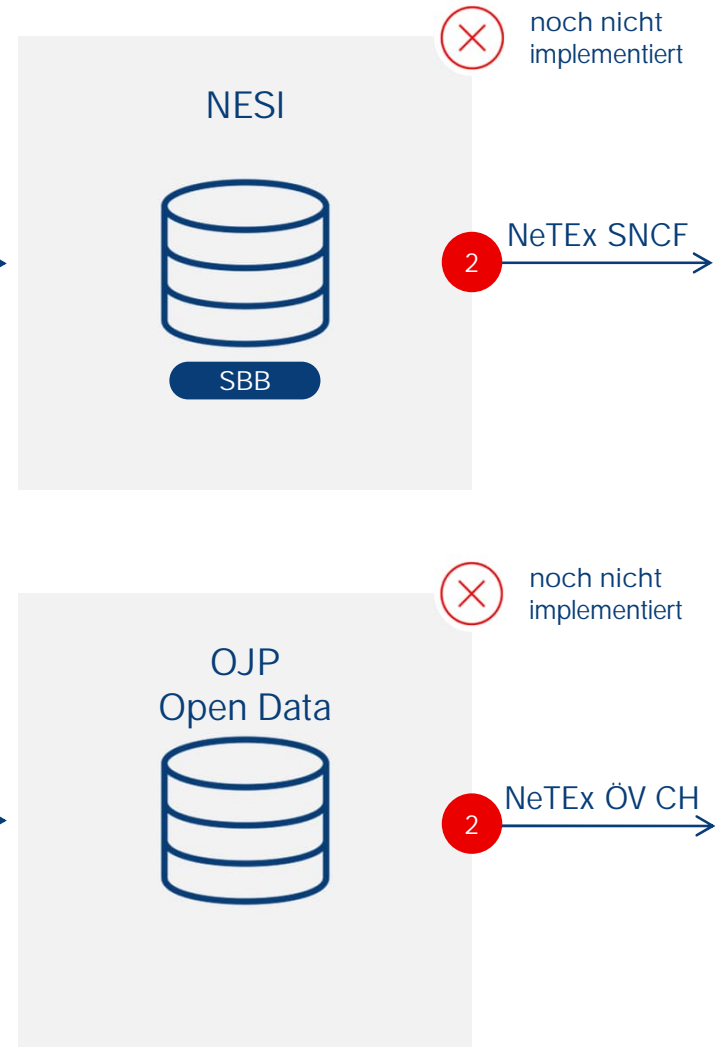 noch nicht
implementiert
NESI
NeTEx SNCF
2
SBB
noch nicht
implementiert
OJP
Open Data
NeTEx ÖV CH
2